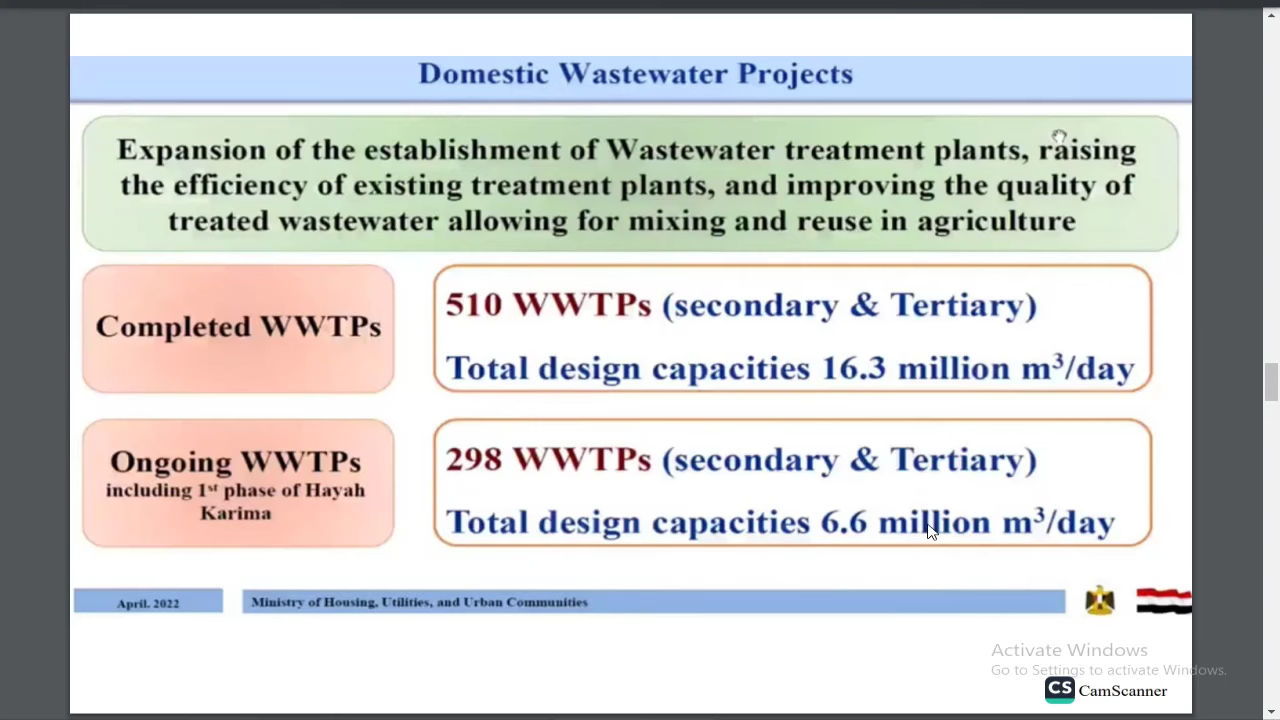 Domestic Wastewater Projects
Expansion of the establishment of Wastewater treatment plants, raising
the efficiency of existing treatment plants, and improving the quality of
treated wastewater allowing for mixing and reuse in agriculture
Completed WWTPs
510 WWTPs (secondary & Tertiary)
Total design capacities 16.3 million m³/day
Ongoing WWTPs
including 1st phase of Hayah
Karima
298 WWTPs (secondary & Tertiary)
Total design capacities 6.6 million m³/day
April. 2022
Ministry of Housing, Utilities, and Urban Communities
Activate Windows
Go to Settings to activate Windows.
CS CamScanner